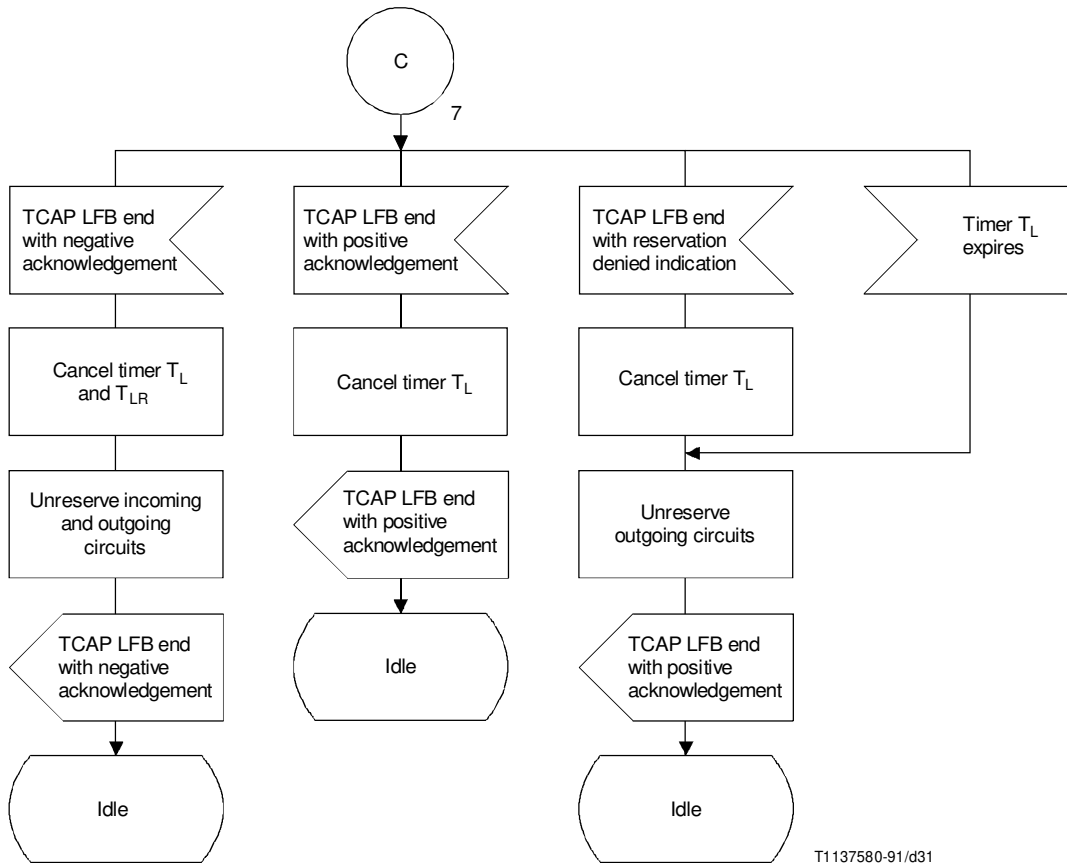 C
7
TCAP LFB end
with negative
acknowledgement
TCAP LFB end
with positive
acknowledgement
TCAP LFB end
with reservation
denied indication
Timer TL
expires
Cancel timer TL
and TLR
Cancel timer TL
Cancel timer TL
Unreserve incoming
and outgoing
circuits
TCAP LFB end
with positive
acknowledgement
Unreserve
outgoing circuits
TCAP LFB end
with negative
acknowledgement
Idle
TCAP LFB end
with positive
acknowledgement
Idle
Idle
T1137580-91/d31